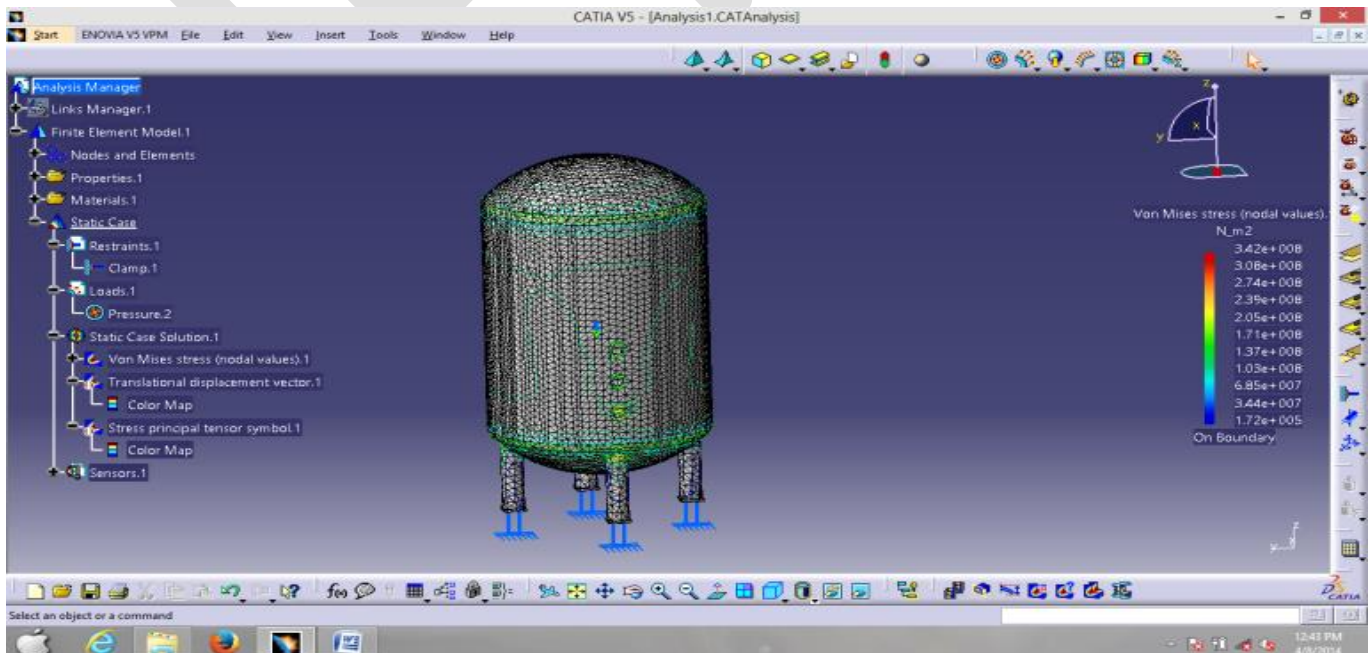 CATIA V5 - [Analysis1.CATAnalysis]
Start ENOVIA V5 VPM File Edit View Insert Tools Window Help
Analysis Manager
Links Manager.1
Finite Element Model.1
Nodes and Elements
Properties.1
Materials.1
Static Case
Restraints.1
Clamp.1
Loads.1
Pressure.2
Static Case Solution.1
Von Mises stress (nodal values).1
Translational displacement vector.1
Color Map
Stress principal tensor symbol.1
Color Map
Sensors.1
z
x
y
Von Mises stress (nodal values).
N_m2
3.42e+008
3.08e+008
2.74e+008
2.39e+008
2.05e+008
1.71e+008
1.37e+008
1.03e+008
6.85e+007
3.44e+007
1.72e+005
On Boundary
z
y x
f(x)
CATIA
Select an object or a command
12:43 PM
4/8/2014